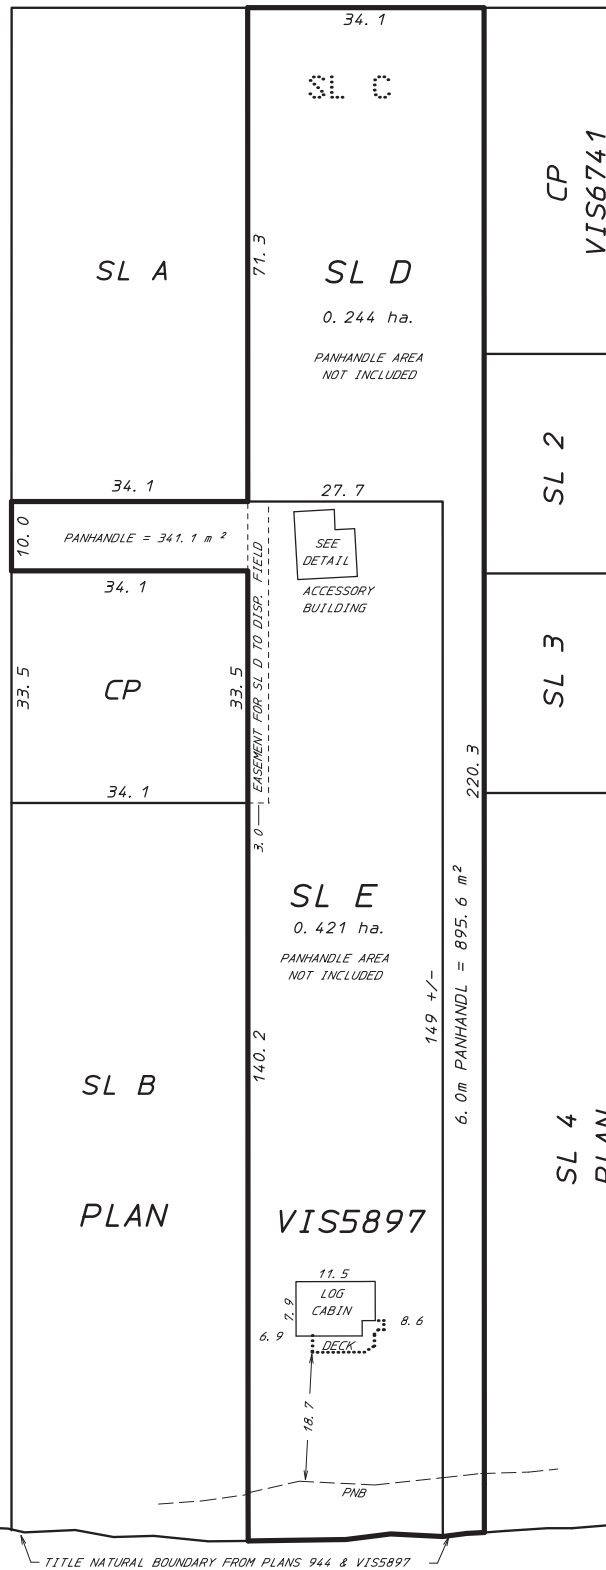 34.1
SL C
CP
VIS6741
71.3
SL A
SL D
0.244 ha.
PANHANDLE AREA
NOT INCLUDED
SL 2
34.1
27.7
10.0
PANHANDLE = 341.1 m²
SEE
DETAIL
ACCESSORY
BUILDING
34.1
EASEMENT FOR SL D TO DISP. FIELD
33.5
CP
33.5
SL 3
220.3
34.1
3.0
SL E
0.421 ha.
PANHANDLE AREA
NOT INCLUDED
149 +/-
6.0m PANHANDL = 895.6 m²
140.2
SL B
SL 4
PLAN
PLAN
VIS5897
11.5
LOG
CABIN
7.9
8.6
6.9
DECK
18.7
PNB
TITLE NATURAL BOUNDARY FROM PLANS 944 & VIS5897